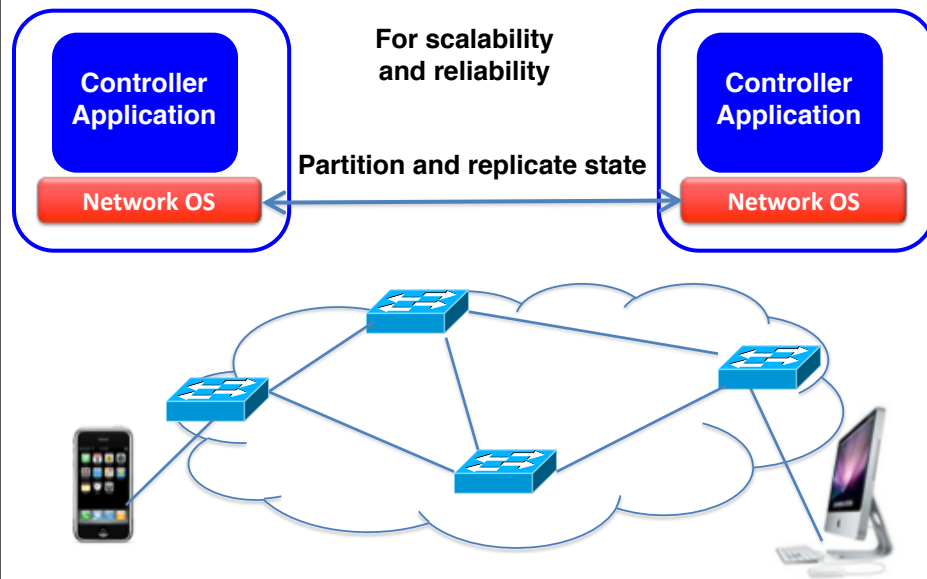 For scalability
and reliability
Controller
Application
Controller
Application
Partition and replicate state
Network OS
Network OS